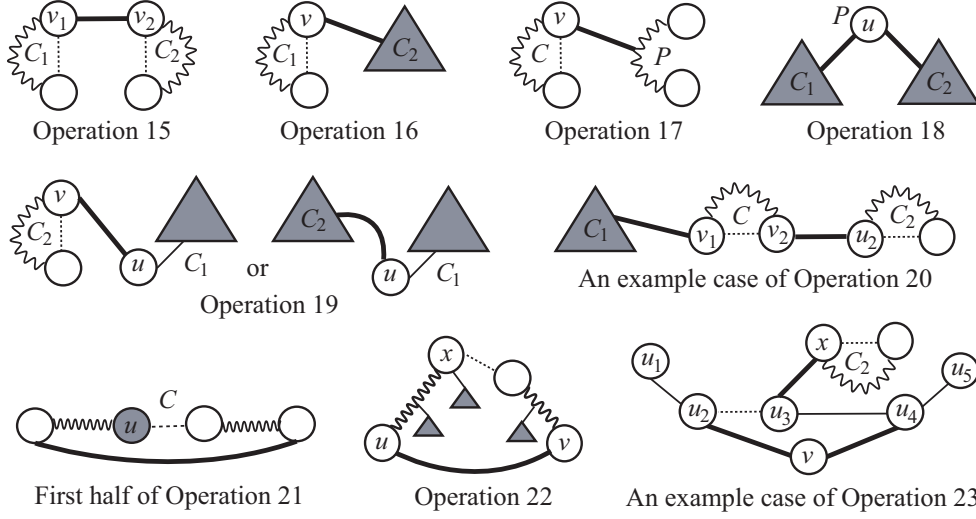 v1 v2 C1 C2
Operation 15
v C1 C2
Operation 16
v C P
Operation 17
P u C1 C2
Operation 18
v C2 u C1
or
C2 u C1
Operation 19
C1 v1 C v2 u2 C2
An example case of Operation 20
C u
First half of Operation 21
x u v
Operation 22
u1 u2 u3 x C2 u4 u5 v
An example case of Operation 23